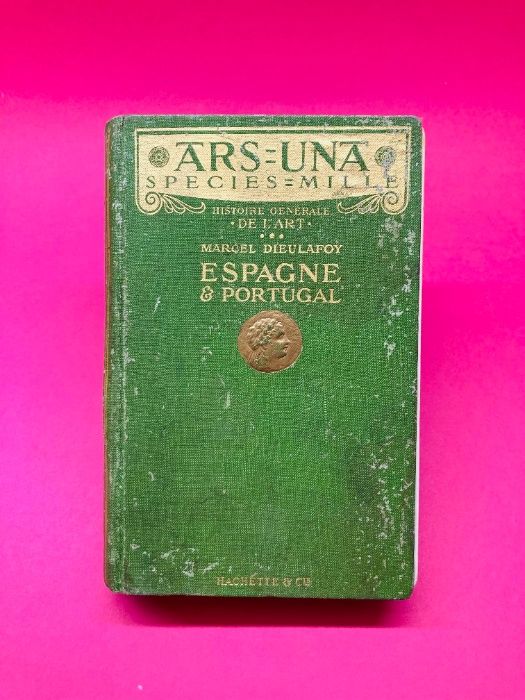 ARS=UNA
SPECIES=MILLE
HISTOIRE GÉNÉRALE
·DE L'ART·
MARCEL DIEULAFOY
ESPAGNE
& PORTUGAL
HACHETTE & Cie